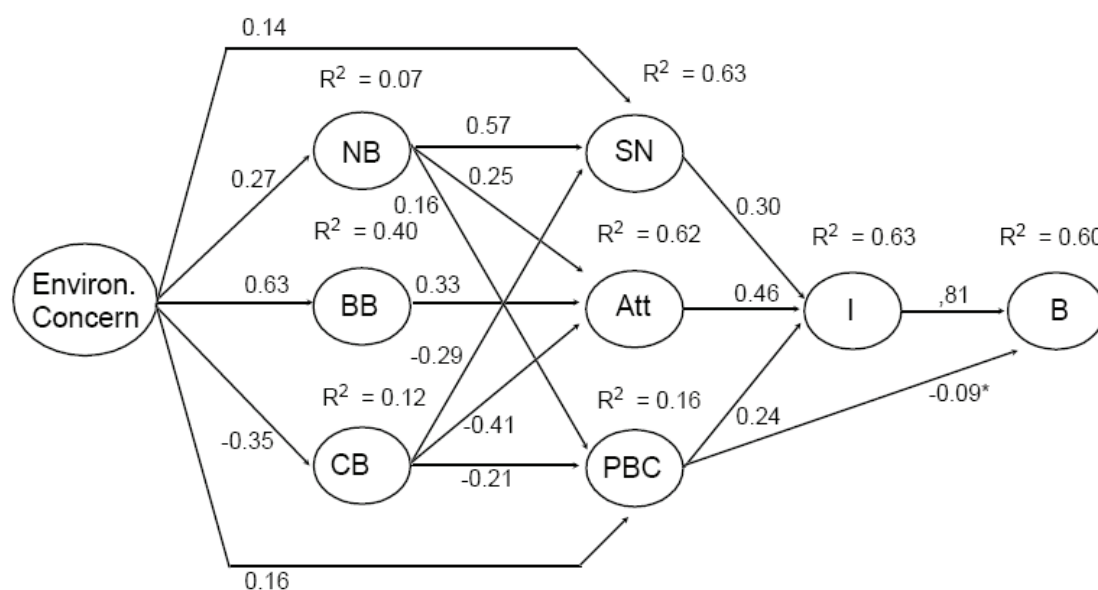 0.14
R² = 0.07
R² = 0.63
NB
0.57
SN
0.27
0.25
0.16
0.30
R² = 0.40
R² = 0.62
R² = 0.63
R² = 0.60
Environ.
Concern
0.63
BB
0.33
Att
0.46
I
,81
B
-0.29
R² = 0.12
R² = 0.16
-0.09*
-0.35
CB
-0.41
-0.21
PBC
0.24
0.16